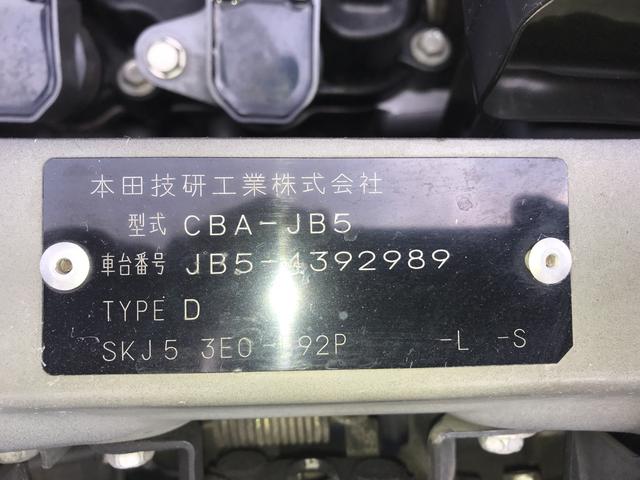 本田技研工業株式会社
型式 CBA-JB5
車台番号 JB5-4392989
TYPE D
SKJ5 3E0 -L -S